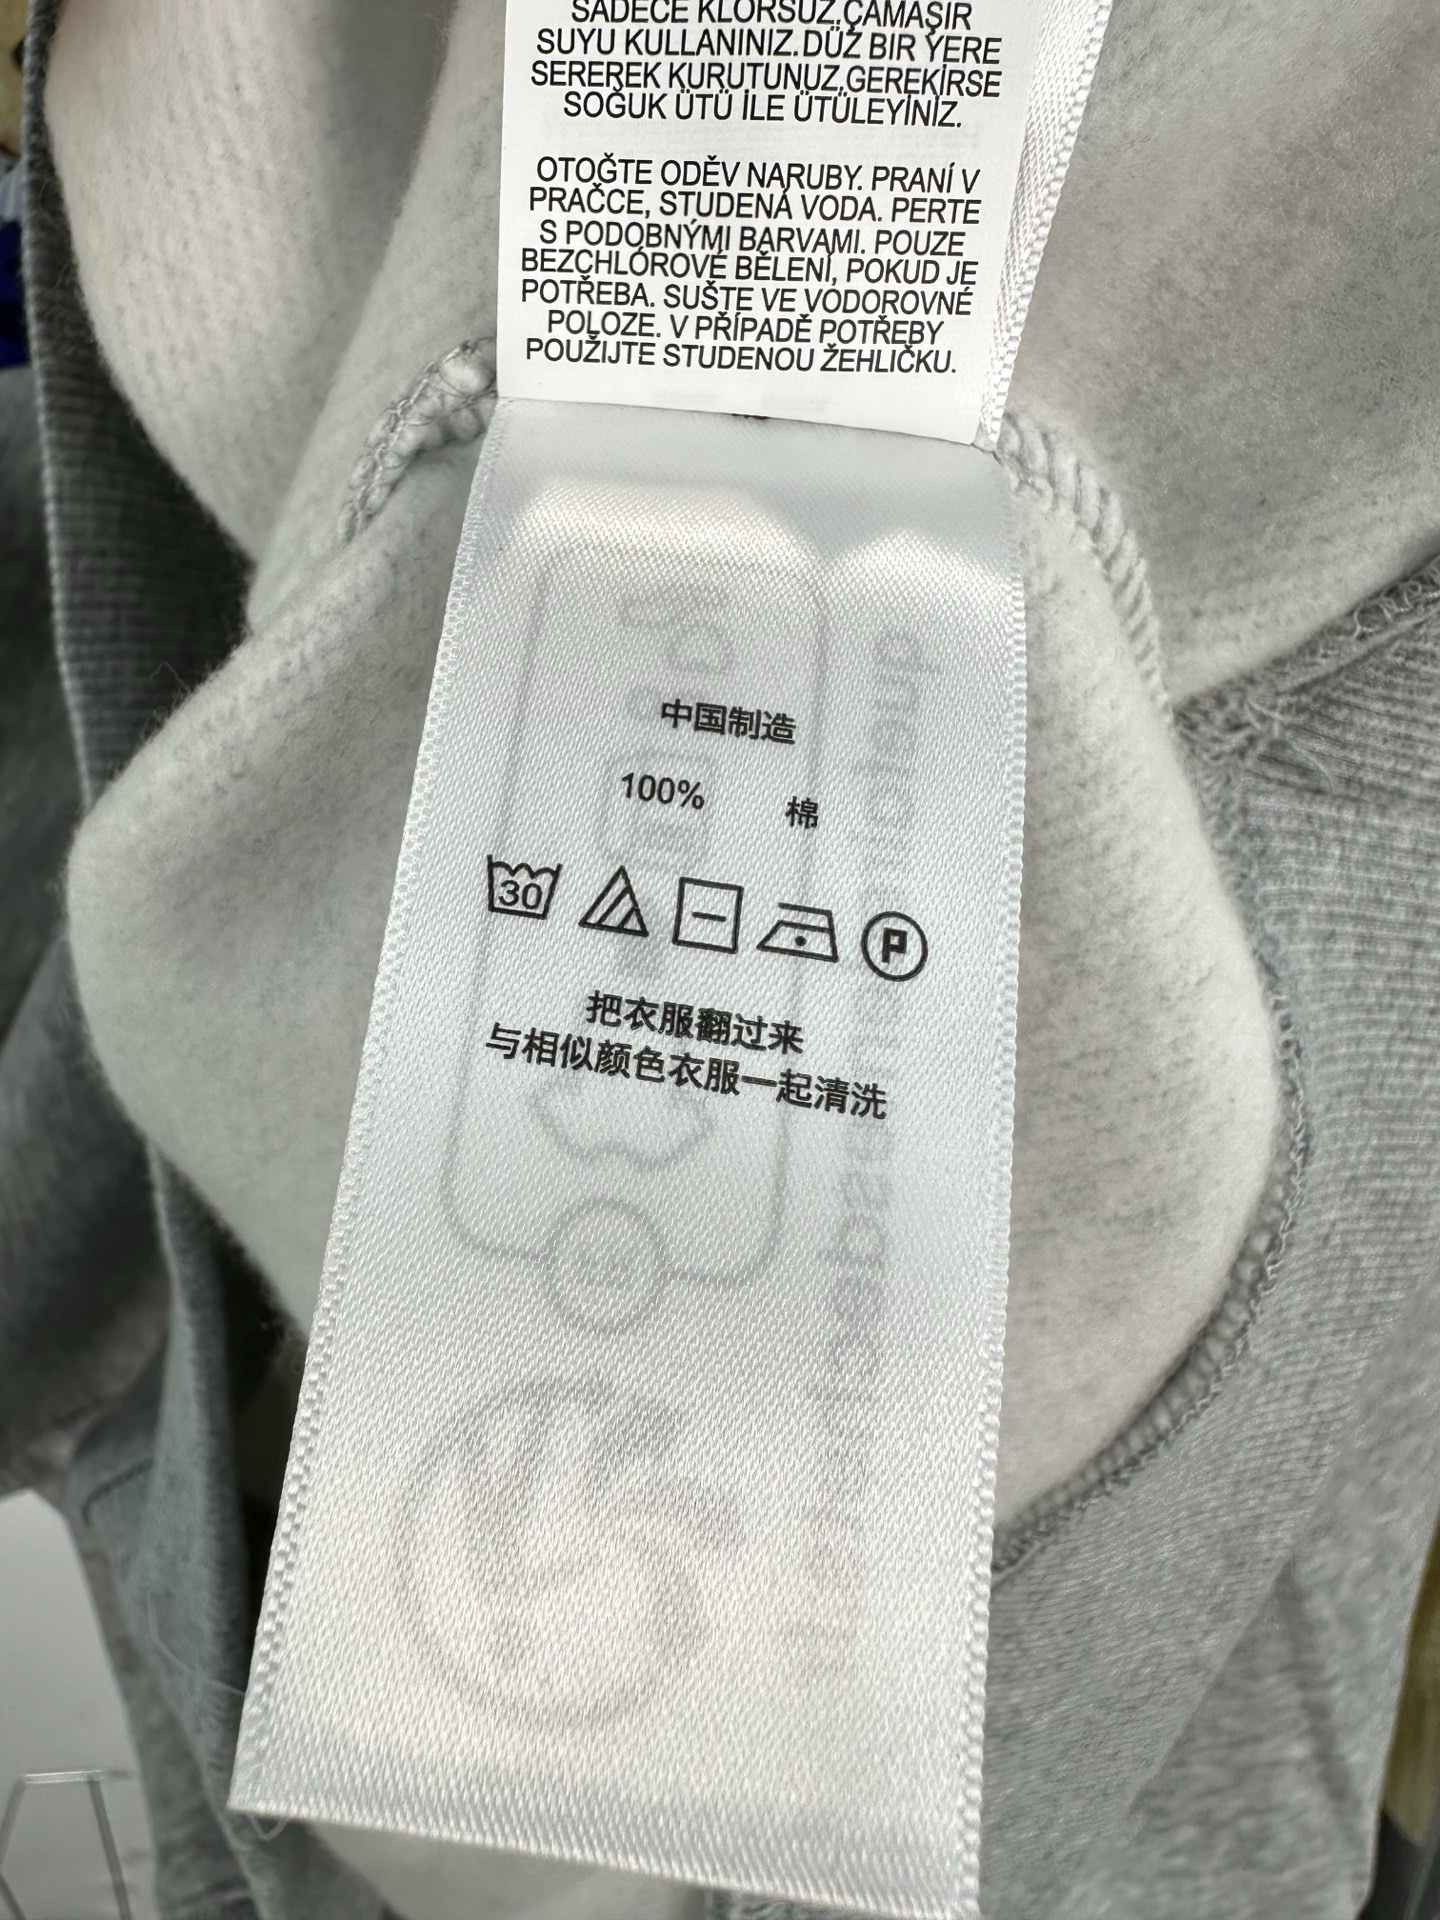 SADECE KLORSUZ,ÇAMAŞIR
SUYU KULLANINIZ.DÜZ BIR YERE
SEREREK KURUTUNUZ,GEREKİRSE
SOĞUK ÜTÜ İLE ÜTÜLEYİNİZ.
OTOĞTE ODĚV NARUBY. PRANÍ V
PRAČCE, STUDENÁ VODA. PERTE
S PODOBNÝMI BARVAMI. POUZE
BEZCHLÓROVÉ BĚLENÍ, POKUD JE
POTŘEBA. SUŠTE VE VODOROVNÉ
POLOZE. V PŘÍPADĚ POTŘEBY
POUŽIJTE STUDENOU ŽEHLIČKU.
中国制造
100% 棉
30 P
把衣服翻过来
与相似颜色衣服一起清洗